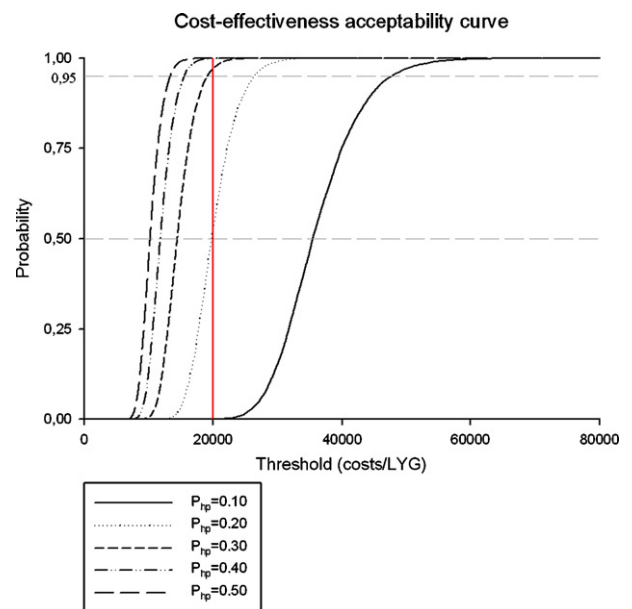 Cost-effectiveness acceptability curve
1,00
0,95
0,75
0,50
0,25
0,00
Probability
0 20000 40000 60000 80000
Threshold (costs/LYG)
P_hp=0.10
P_hp=0.20
P_hp=0.30
P_hp=0.40
P_hp=0.50